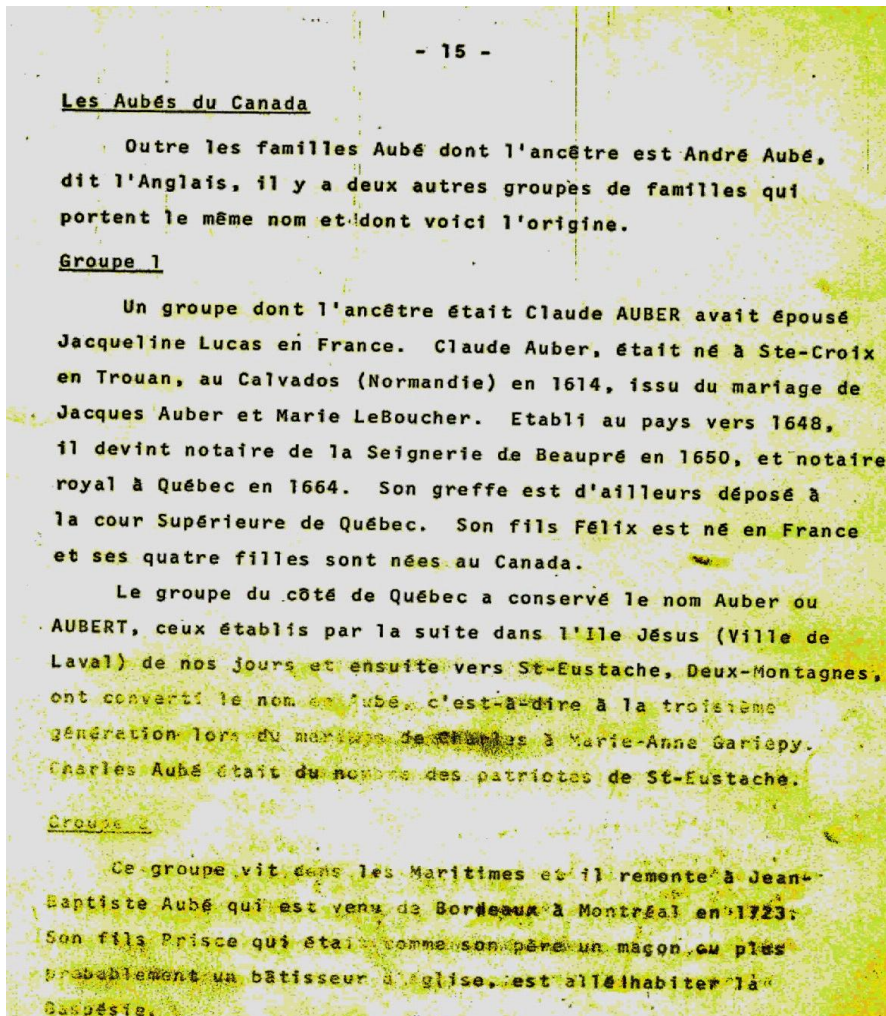 - 15 -
Les Aubés du Canada
Outre les familles Aubé dont l'ancêtre est André Aubé,
dit l'Anglais, il y a deux autres groupes de familles qui
portent le même nom et dont voici l'origine.
Groupe 1
Un groupe dont l'ancêtre était Claude AUBER avait épousé
Jacqueline Lucas en France. Claude Auber, était né à Ste-Croix
en Trouan, au Calvados (Normandie) en 1614, issu du mariage de
Jacques Auber et Marie LeBoucher. Etabli au pays vers 1648,
il devint notaire de la Seignerie de Beaupré en 1650, et notaire
royal à Québec en 1664. Son greffe est d'ailleurs déposé à
la cour Supérieure de Québec. Son fils Félix est né en France
et ses quatre filles sont nées au Canada.
Le groupe du côté de Québec a conservé le nom Auber ou
AUBERT, ceux établis par la suite dans l'Ile Jésus (Ville de
Laval) de nos jours et ensuite vers St-Eustache, Deux-Montagnes,
ont converti le nom en Aubé, c'est-à-dire à la troisième
génération lors du mariage de Charles à Marie-Anne Gariepy.
Charles Aubé était du nombre des patriotes de St-Eustache.
Groupe 2
Ce groupe vit dans les Maritimes et il remonte à Jean-
Baptiste Aubé qui est venu de Bordeaux à Montréal en 1723.
Son fils Prisce qui était comme son père un maçon ou plus
probablement un bâtisseur d'église, est allé habiter la
Gaspésie.